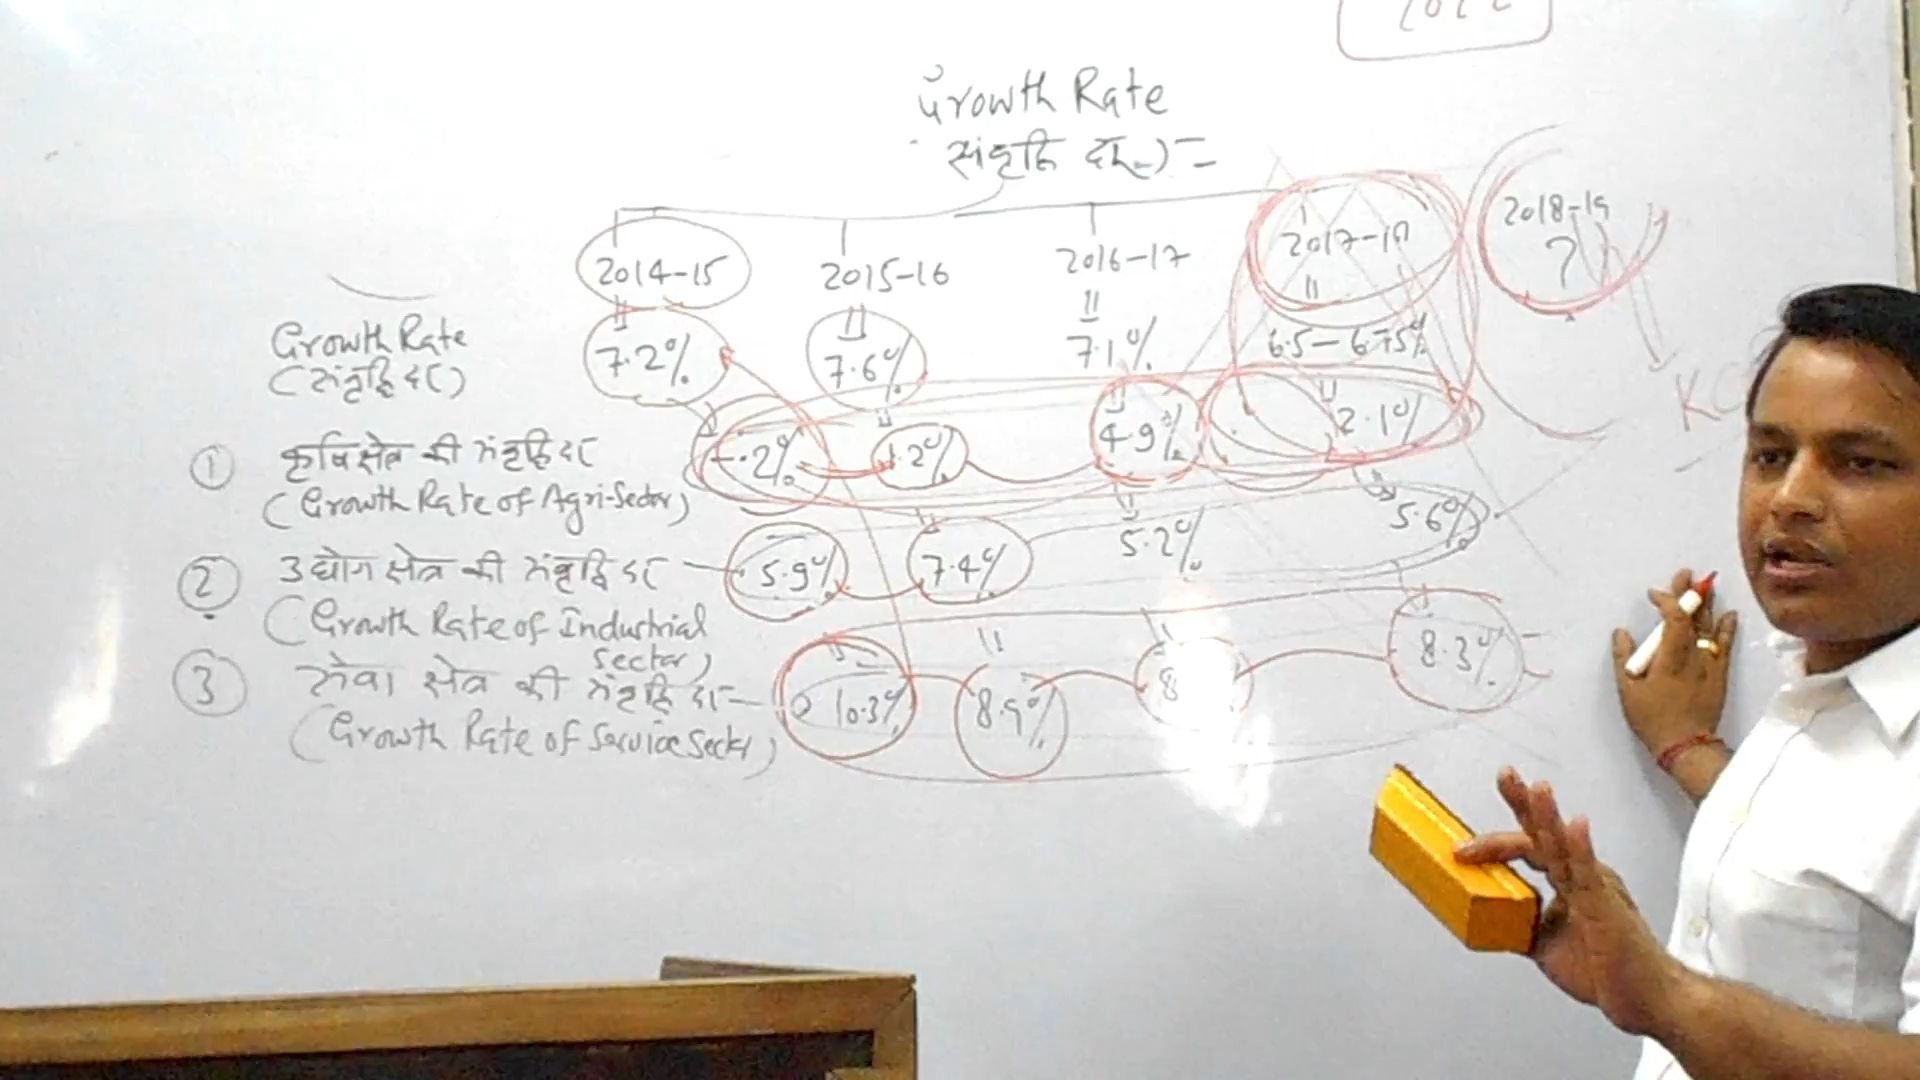 Growth Rate
संवृद्धि दर) =
2014-15 2015-16 2016-17 2017-18 2018-19
?
Growth Rate 7.2% 7.6% 7.1% 6.5-6.75%
(संवृद्धि दर)
1 कृषि क्षेत्र की संवृद्धि दर -.2% 1.2% 4.9% 2.1%
(Growth Rate of Agri-Sector)
2 उद्योग क्षेत्र की संवृद्धि दर 5.9% 7.4% 5.2% 5.6%
(Growth Rate of Industrial
Sector)
3 सेवा क्षेत्र की संवृद्धि दर 10.3% 8.9% 8 8.3%
(Growth Rate of Service Sector)